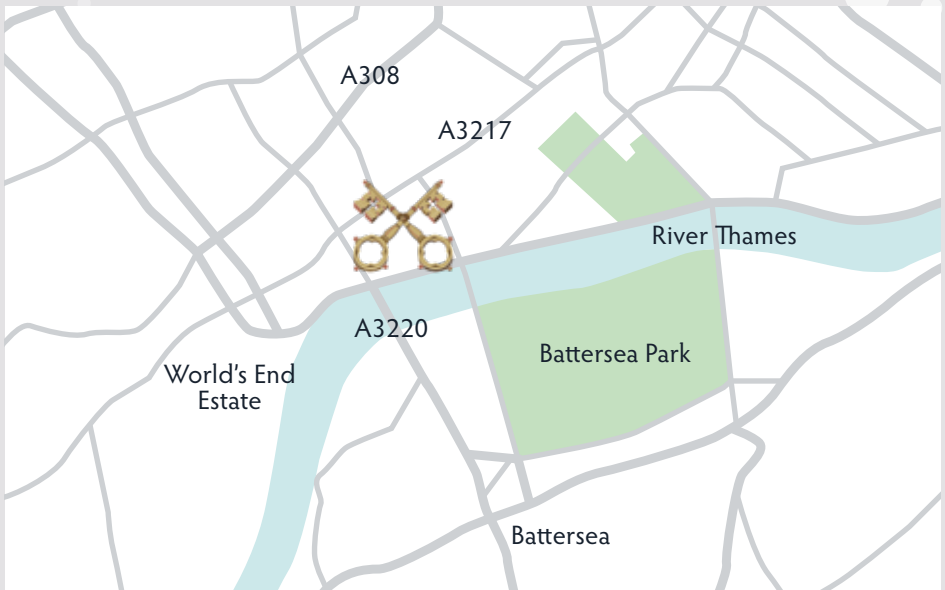 A308
A3217
River Thames
A3220
Battersea Park
World's End
Estate
Battersea